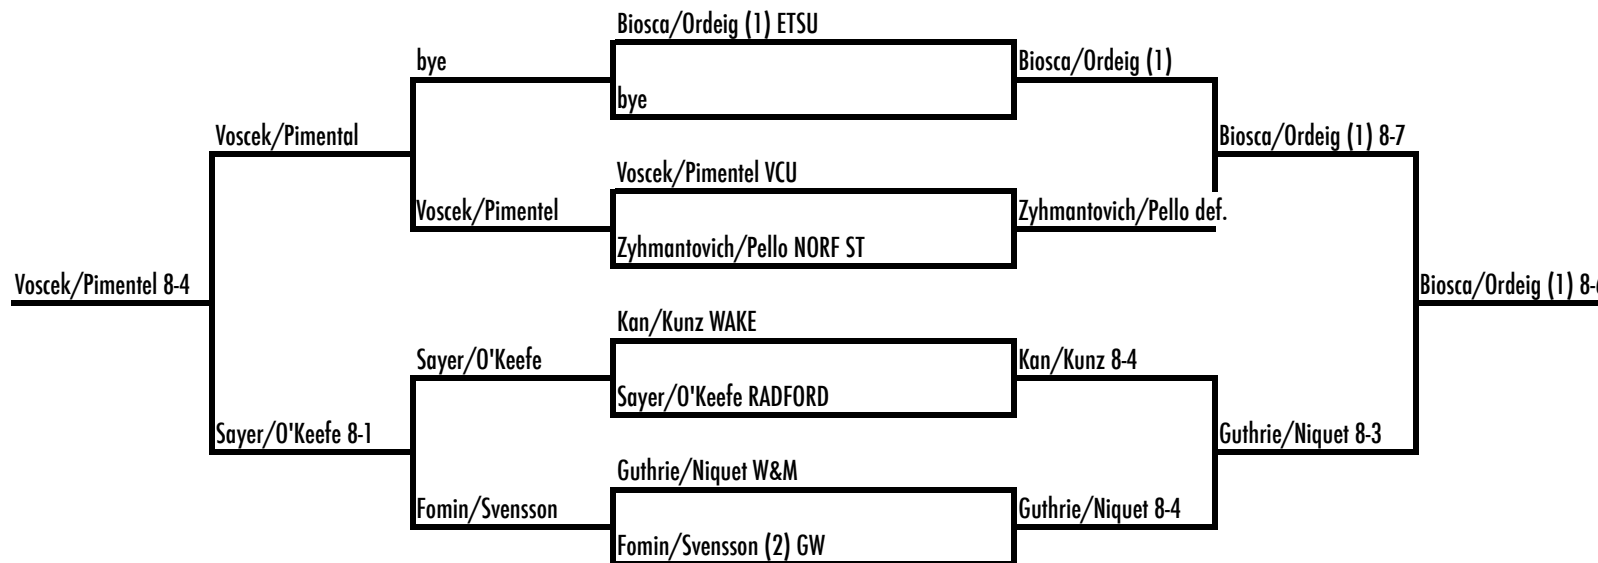 Biosca/Ordeig (1) ETSU
bye
Biosca/Ordeig (1)
bye
Voscek/Pimental
Biosca/Ordeig (1) 8-7
Voscek/Pimentel VCU
Voscek/Pimentel
Zyhmantovich/Pello def.
Zyhmantovich/Pello NORF ST
Voscek/Pimentel 8-4
Biosca/Ordeig (1) 8-
Kan/Kunz WAKE
Sayer/O'Keefe
Kan/Kunz 8-4
Sayer/O'Keefe RADFORD
Sayer/O'Keefe 8-1
Guthrie/Niquet 8-3
Guthrie/Niquet W&M
Fomin/Svensson
Guthrie/Niquet 8-4
Fomin/Svensson (2) GW